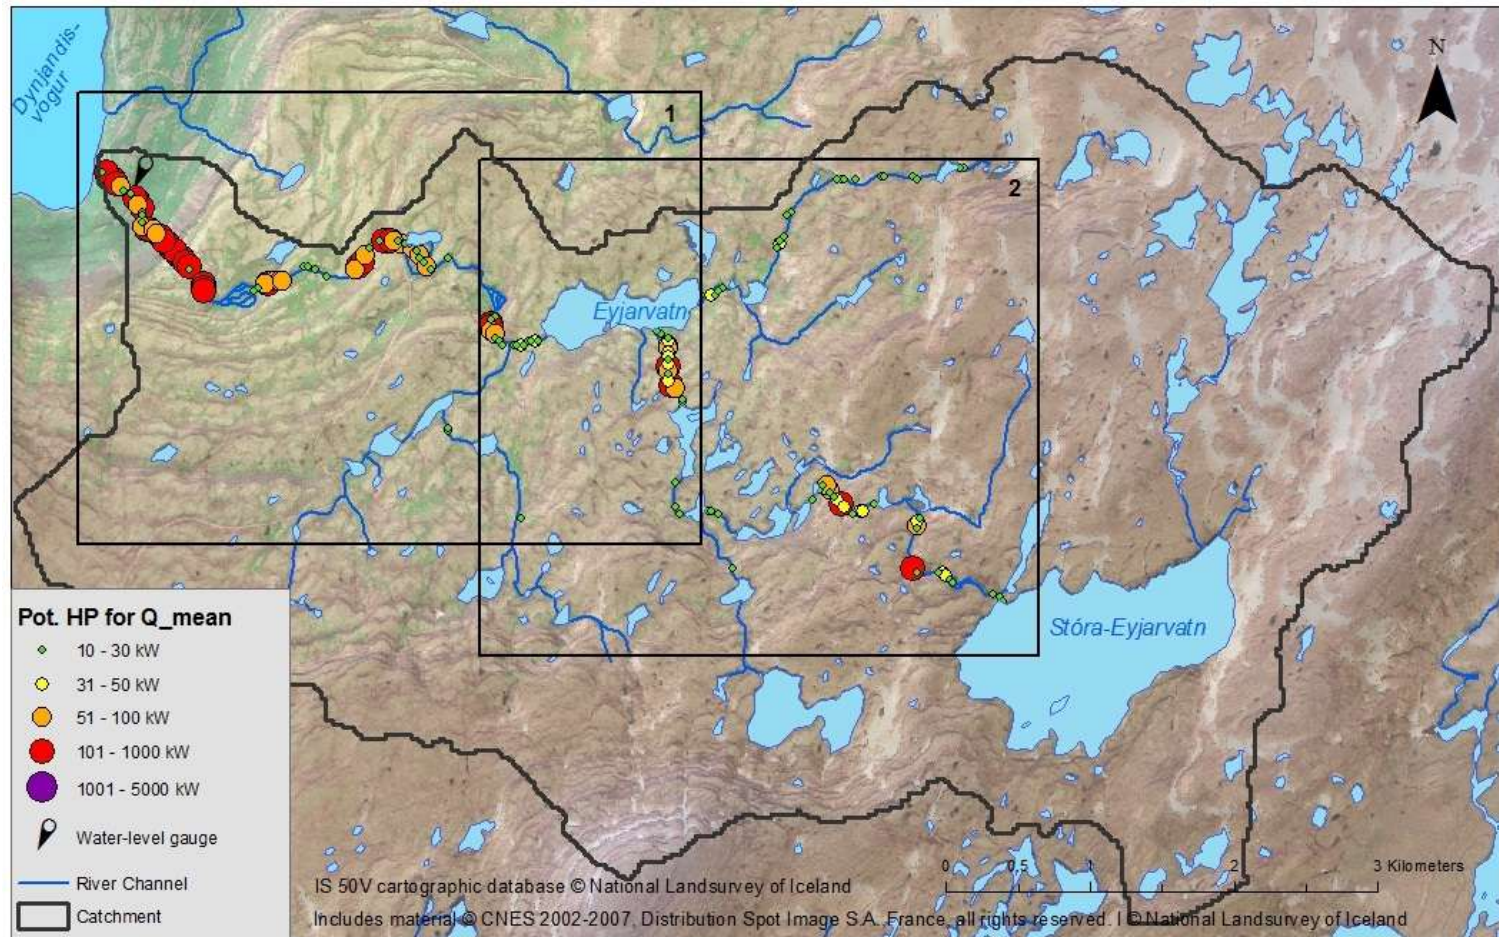 Dynjandis-
vogur
N
1
2
Eyjarvatn
Stóra-Eyjarvatn
Pot. HP for Q_mean
10 - 30 kW
31 - 50 kW
51 - 100 kW
101 - 1000 kW
1001 - 5000 kW
Water-level gauge
River Channel
Catchment
0 0,5 1 2 3 Kilometers
IS 50V cartographic database © National Landsurvey of Iceland
Includes material © CNES 2002-2007, Distribution Spot Image S.A. France, all rights reserved. I © National Landsurvey of Iceland